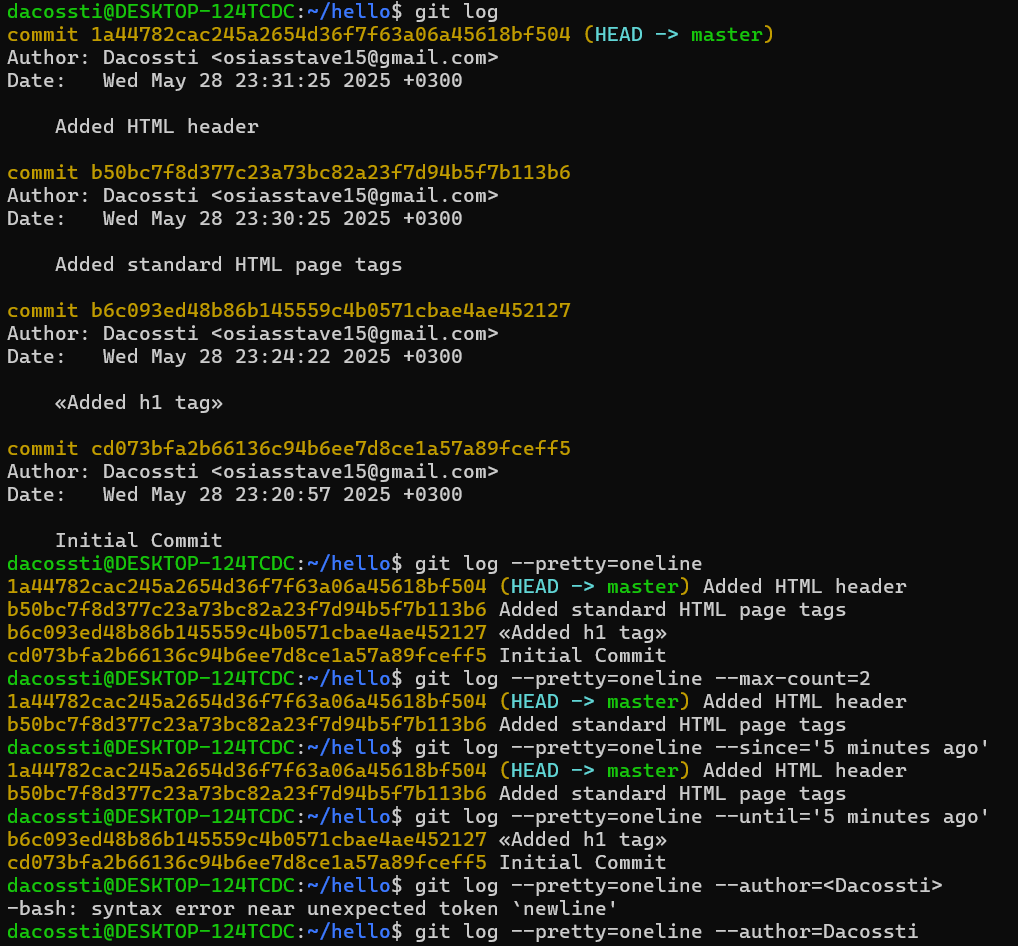 dacossti@DESKTOP-124TCDC:~/hello$ git log
commit 1a44782cac245a2654d36f7f63a06a45618bf504 (HEAD -> master)
Author: Dacossti <osiasstave15@gmail.com>
Date:   Wed May 28 23:31:25 2025 +0300

    Added HTML header

commit b50bc7f8d377c23a73bc82a23f7d94b5f7b113b6
Author: Dacossti <osiasstave15@gmail.com>
Date:   Wed May 28 23:30:25 2025 +0300

    Added standard HTML page tags

commit b6c093ed48b86b145559c4b0571cbae4ae452127
Author: Dacossti <osiasstave15@gmail.com>
Date:   Wed May 28 23:24:22 2025 +0300

    «Added h1 tag»

commit cd073bfa2b66136c94b6ee7d8ce1a57a89fceff5
Author: Dacossti <osiasstave15@gmail.com>
Date:   Wed May 28 23:20:57 2025 +0300

    Initial Commit
dacossti@DESKTOP-124TCDC:~/hello$ git log --pretty=oneline
1a44782cac245a2654d36f7f63a06a45618bf504 (HEAD -> master) Added HTML header
b50bc7f8d377c23a73bc82a23f7d94b5f7b113b6 Added standard HTML page tags
b6c093ed48b86b145559c4b0571cbae4ae452127 «Added h1 tag»
cd073bfa2b66136c94b6ee7d8ce1a57a89fceff5 Initial Commit
dacossti@DESKTOP-124TCDC:~/hello$ git log --pretty=oneline --max-count=2
1a44782cac245a2654d36f7f63a06a45618bf504 (HEAD -> master) Added HTML header
b50bc7f8d377c23a73bc82a23f7d94b5f7b113b6 Added standard HTML page tags
dacossti@DESKTOP-124TCDC:~/hello$ git log --pretty=oneline --since='5 minutes ago'
1a44782cac245a2654d36f7f63a06a45618bf504 (HEAD -> master) Added HTML header
b50bc7f8d377c23a73bc82a23f7d94b5f7b113b6 Added standard HTML page tags
dacossti@DESKTOP-124TCDC:~/hello$ git log --pretty=oneline --until='5 minutes ago'
b6c093ed48b86b145559c4b0571cbae4ae452127 «Added h1 tag»
cd073bfa2b66136c94b6ee7d8ce1a57a89fceff5 Initial Commit
dacossti@DESKTOP-124TCDC:~/hello$ git log --pretty=oneline --author=<Dacossti>
-bash: syntax error near unexpected token `newline'
dacossti@DESKTOP-124TCDC:~/hello$ git log --pretty=oneline --author=Dacossti